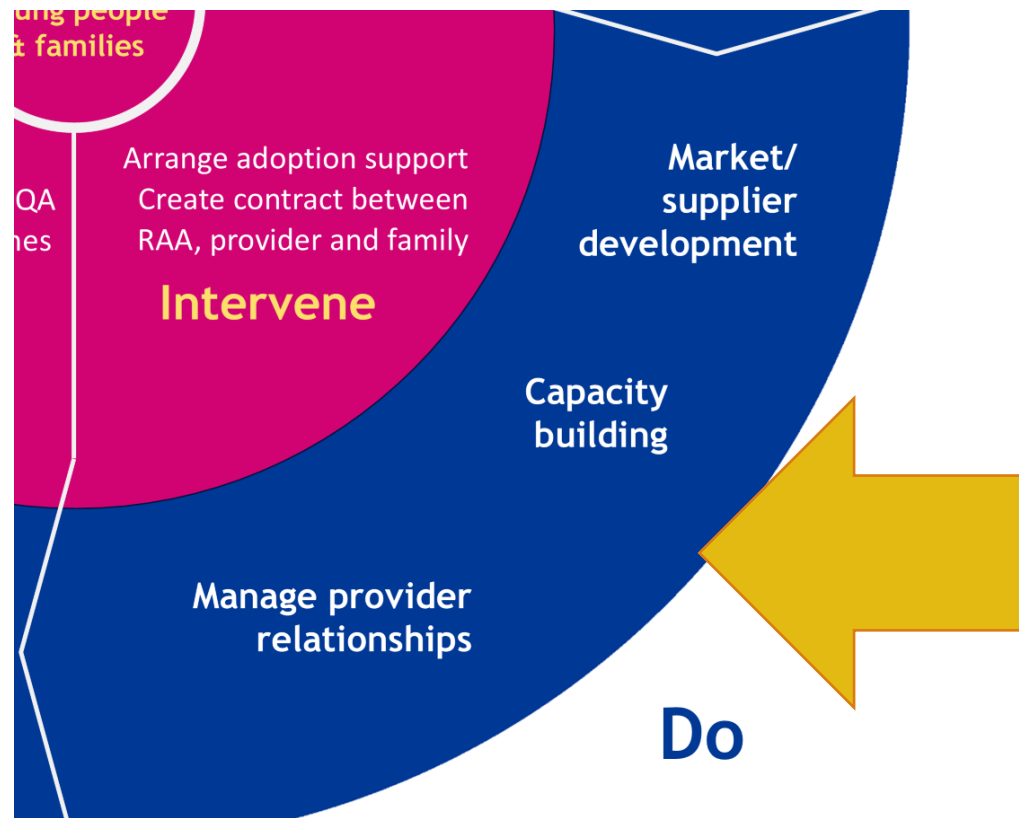 & families
Arrange adoption support
Create contract between
RAA, provider and family
Intervene
QA
Market/
supplier
development
Capacity
building
Manage provider
relationships
Do